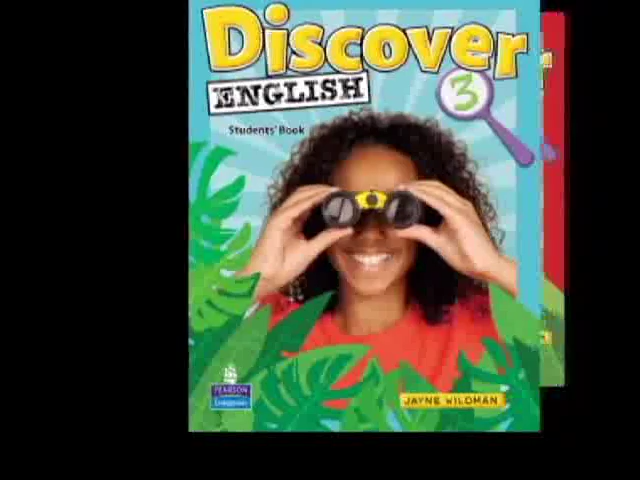 Discover
ENGLISH
3
Students' Book
PEARSON
Longman
JAYNE WILDMAN